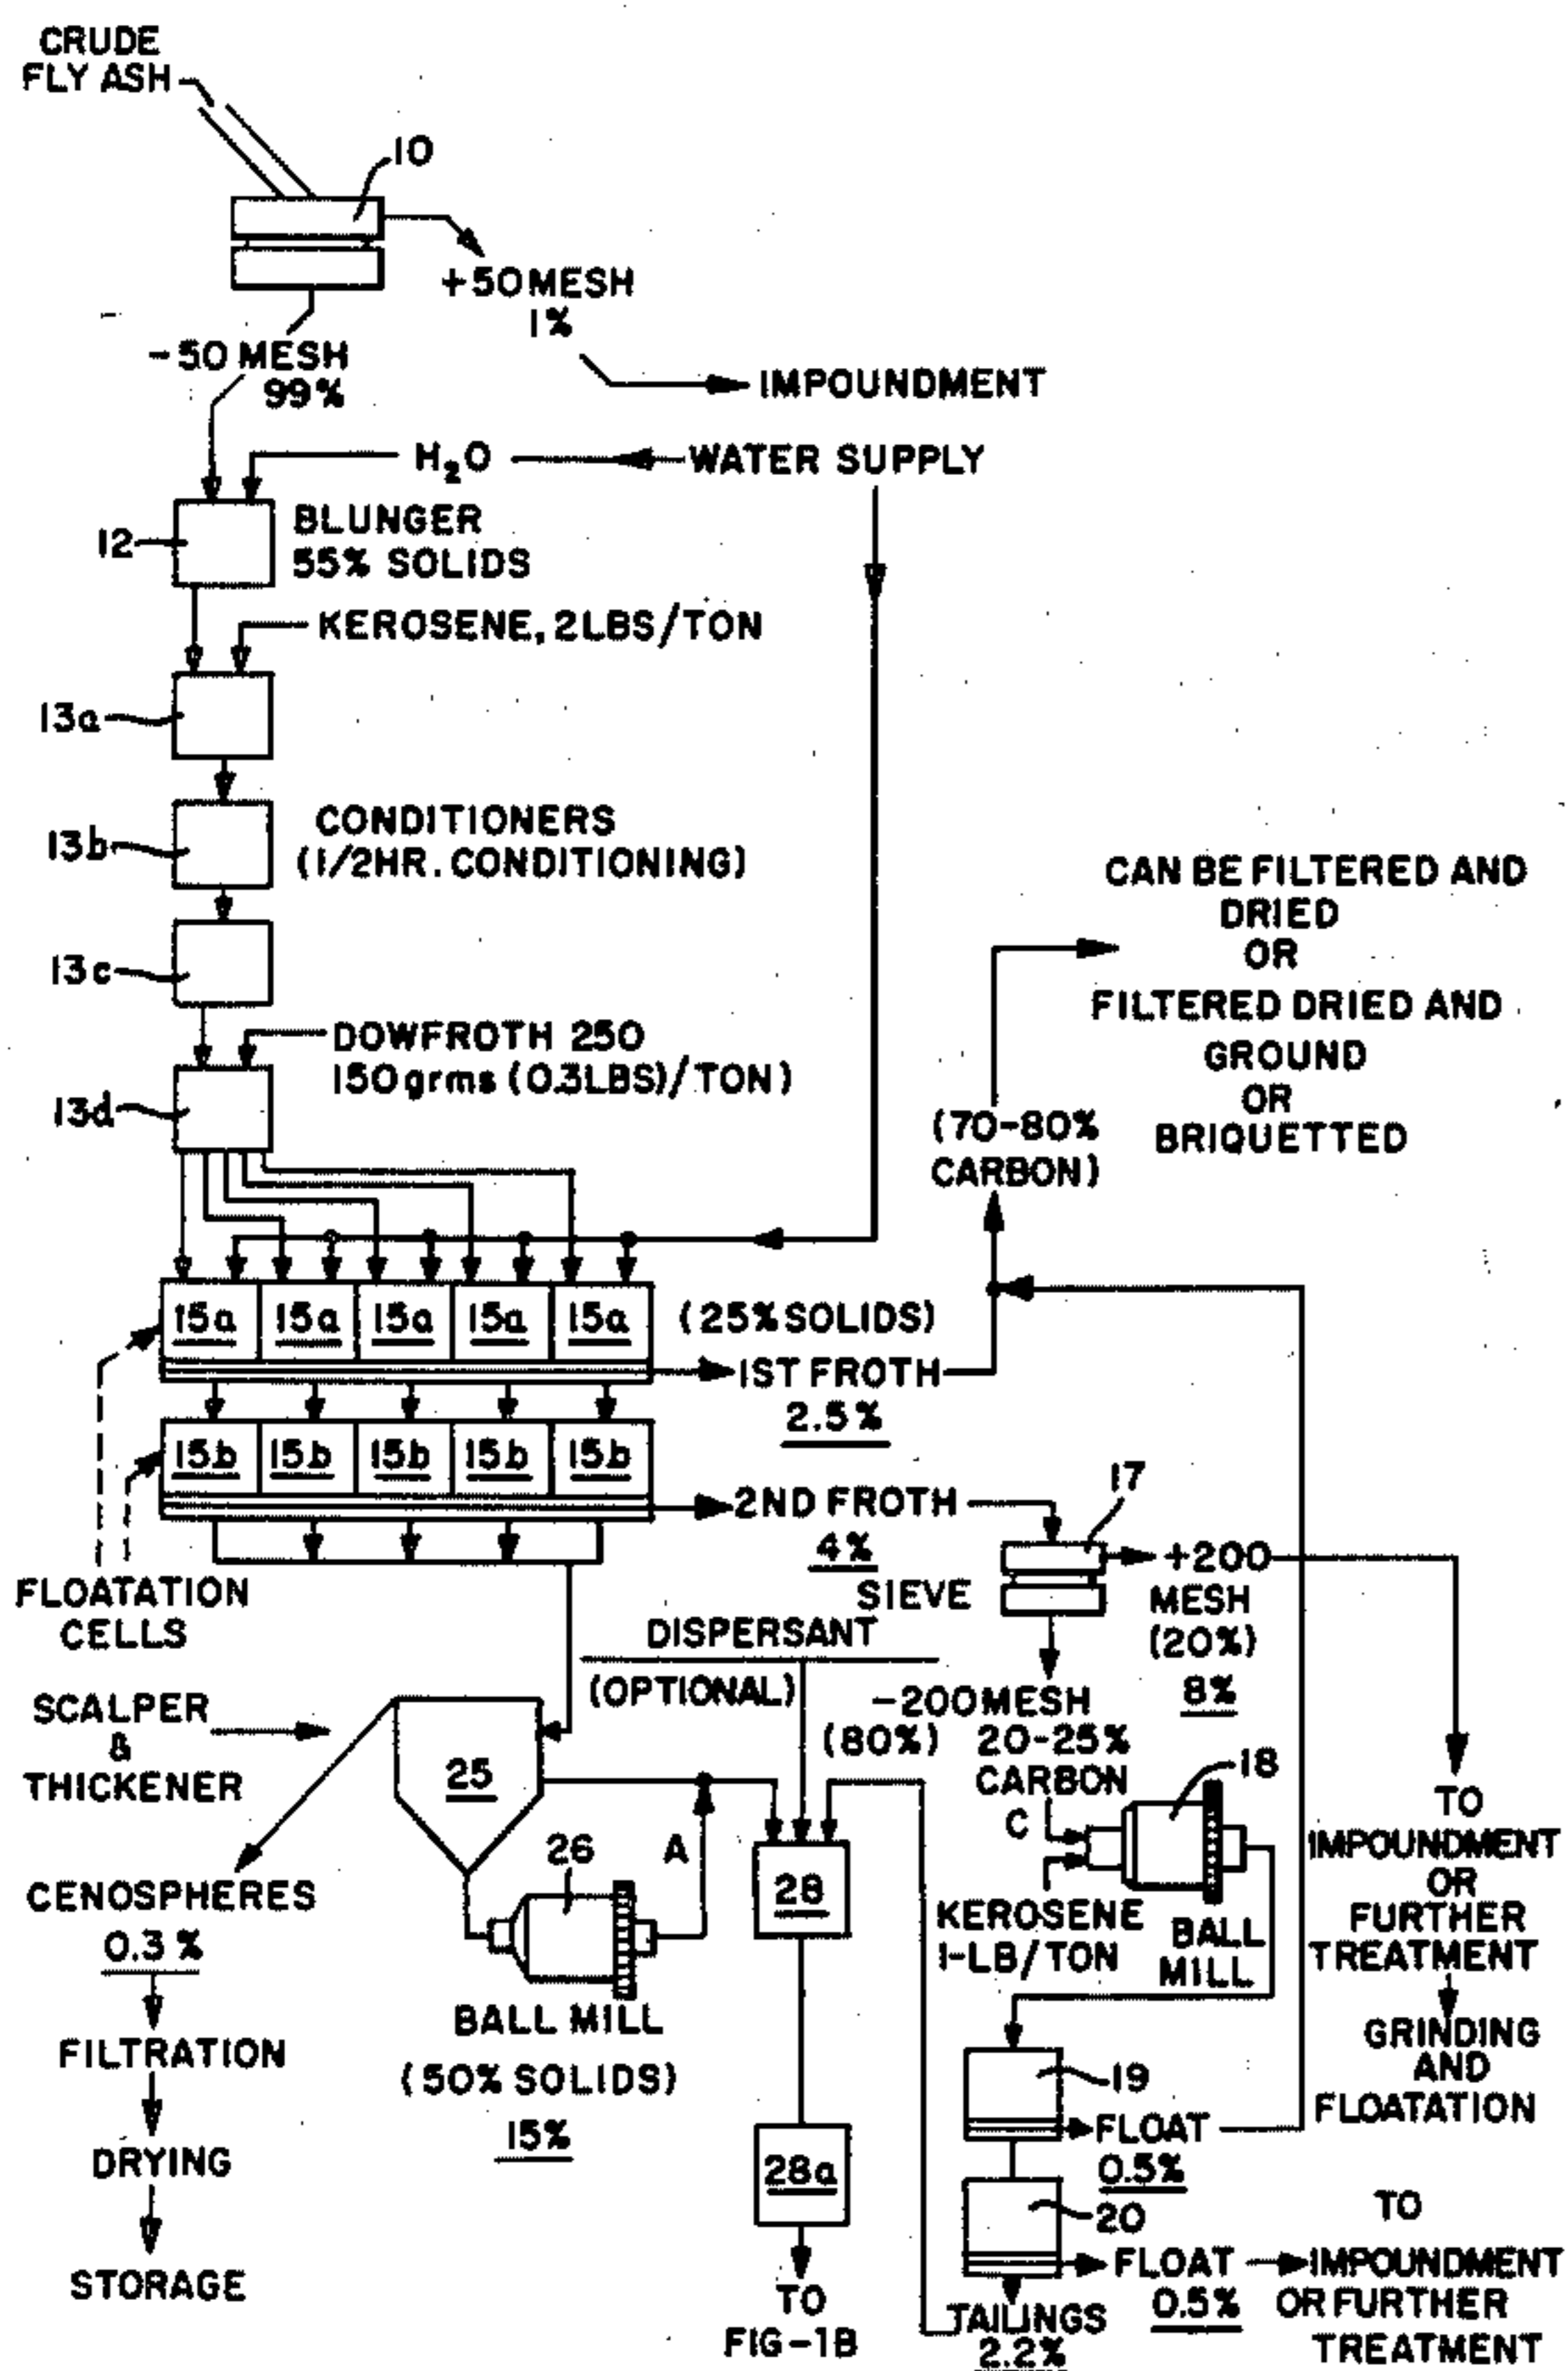 CRUDE
FLY ASH
10
+50 MESH
1%
-50 MESH
99%
IMPOUNDMENT
H₂O
WATER SUPPLY
12
BLUNGER
55% SOLIDS
KEROSENE, 2LBS/TON
13a
13b
CONDITIONERS
(1/2HR. CONDITIONING)
13c
DOWFROTH 250
150 grms (0.3LBS)/TON)
13d
CAN BE FILTERED AND
DRIED
OR
FILTERED DRIED AND
GROUND
OR
BRIQUETTED
(70-80%
CARBON)
15a 15a 15a 15a 15a
(25% SOLIDS)
1ST FROTH
2.5%
15b 15b 15b 15b 15b
2ND FROTH
4%
17
SIEVE
+200
MESH
(20%)
8%
FLOATATION
CELLS
DISPERSANT
(OPTIONAL)
-200 MESH
(80%)
20-25%
CARBON
SCALPER
&
THICKENER
25
C
18
KEROSENE
1-LB/TON
BALL
MILL
TO
IMPOUNDMENT
OR
FURTHER
TREATMENT
GRINDING
AND
FLOATATION
CENOSPHERES
0.3%
FILTRATION
DRYING
STORAGE
26
A
BALL MILL
(50% SOLIDS)
15%
28
28a
TO
FIG-1B
19
FLOAT
0.5%
20
FLOAT
0.5%
TO
IMPOUNDMENT
OR FURTHER
TREATMENT
TAILINGS
2.2%